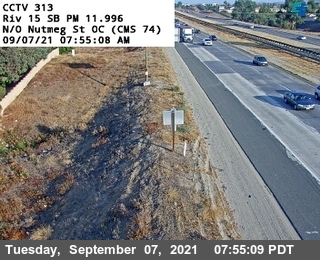 CCTV 313
Riv 15 SB PM 11.996
N/O Nutmeg St OC (CMS 74)
09/07/21 07:55:08 AM
Tuesday, September 07, 2021 07:55:09 PDT